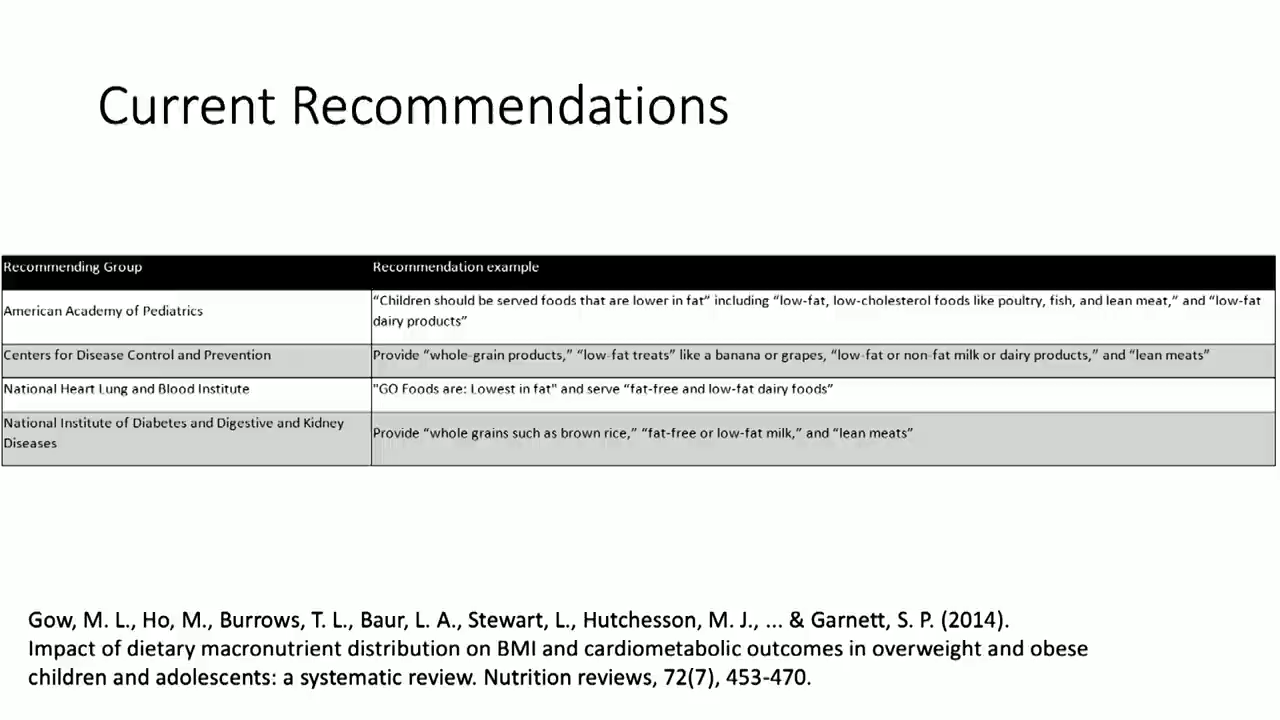 Current Recommendations
Recommending Group
Recommendation example
American Academy of Pediatrics
“Children should be served foods that are lower in fat” including “low-fat, low-cholesterol foods like poultry, fish, and lean meat,” and “low-fat
dairy products”
Centers for Disease Control and Prevention
Provide “whole-grain products,” “low-fat treats” like a banana or grapes, “low-fat or non-fat milk or dairy products,” and “lean meats”
National Heart Lung and Blood Institute
"GO Foods are: Lowest in fat" and serve “fat-free and low-fat dairy foods”
National Institute of Diabetes and Digestive and Kidney
Diseases
Provide “whole grains such as brown rice,” “fat-free or low-fat milk,” and “lean meats”
Gow, M. L., Ho, M., Burrows, T. L., Baur, L. A., Stewart, L., Hutchesson, M. J., ... & Garnett, S. P. (2014).
Impact of dietary macronutrient distribution on BMI and cardiometabolic outcomes in overweight and obese
children and adolescents: a systematic review. Nutrition reviews, 72(7), 453-470.